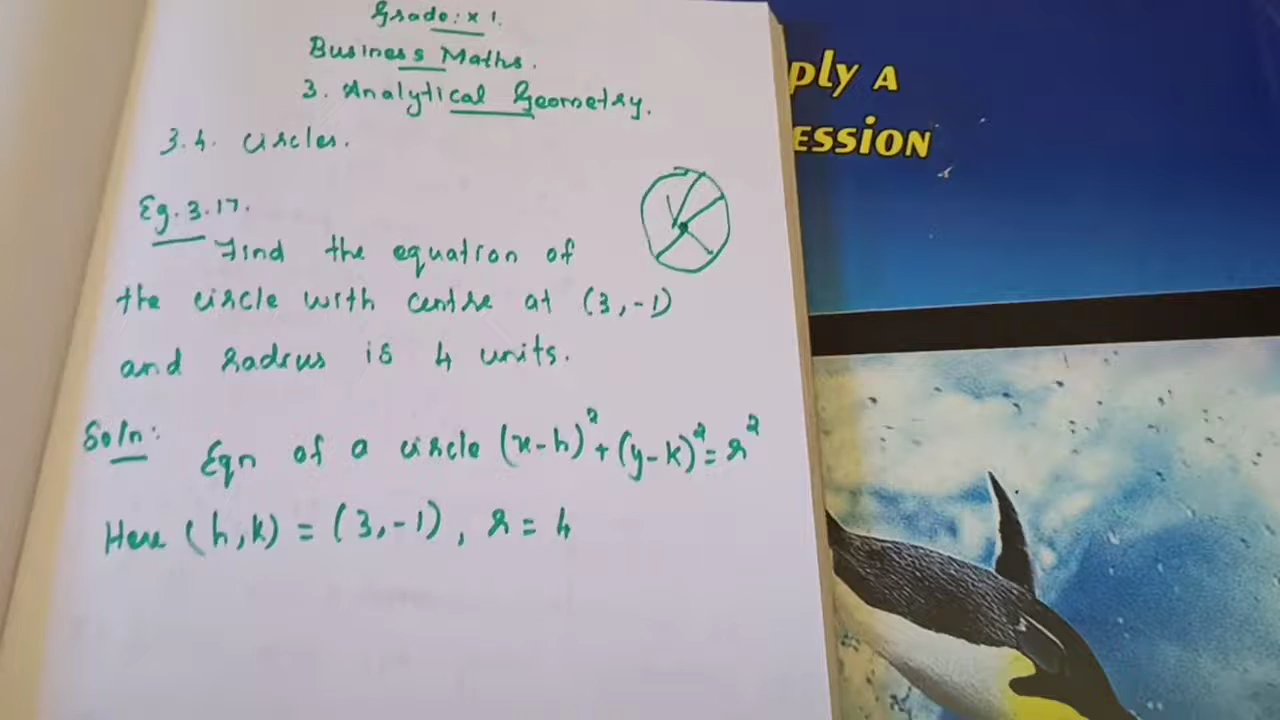 Grade: XI.
Business Maths.
3. Analytical Geometry.
3.4. circles.
Eg. 3.17.
Find the equation of
the circle with centre at (3,-1)
and radius is 4 units.
Soln:
Eqn of a circle (x-h)²+(y-k)²=r²
Here (h,k) = (3,-1), r = 4
PLY A
ESSION